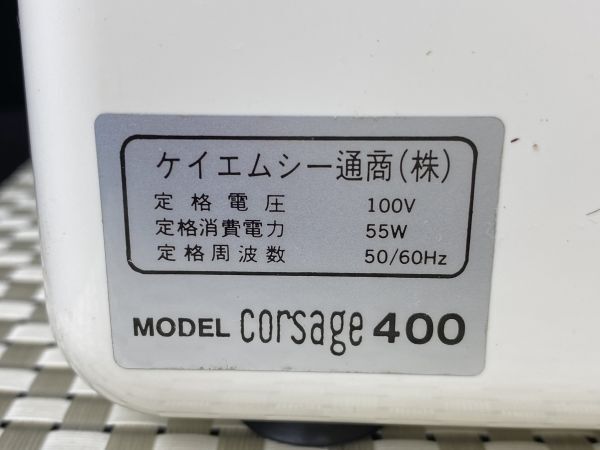 ケイエムシー通商(株)
定格電圧 100V
定格消費電力 55W
定格周波数 50/60Hz
MODEL corsage 400